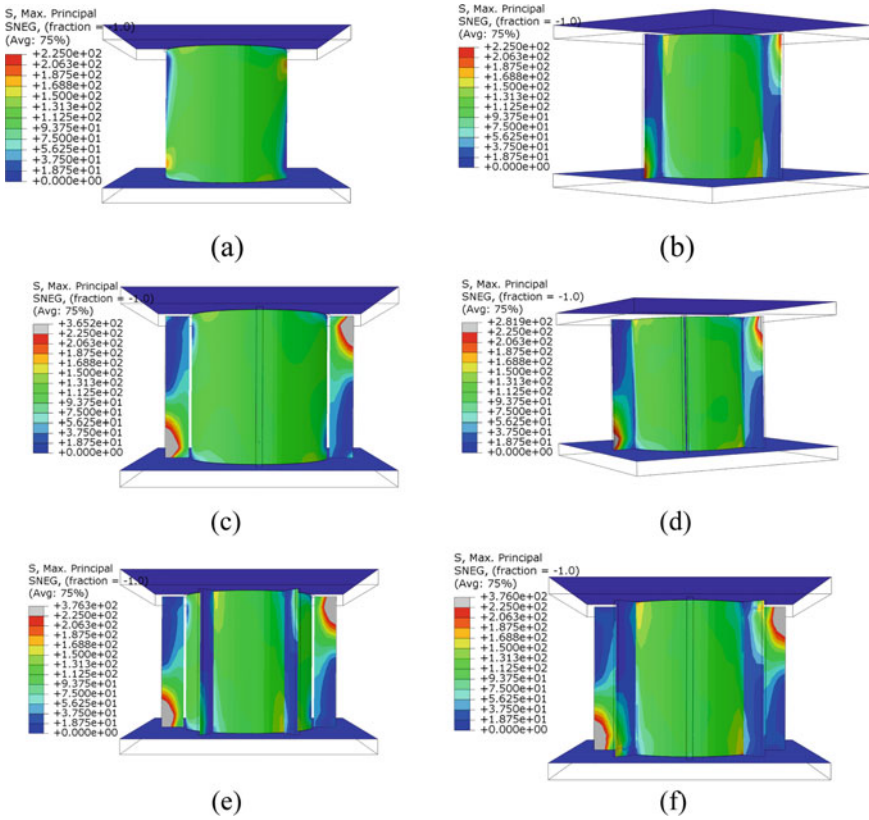 S, Max. Principal
SNEG, (fraction = -1.0)
(Avg: 75%)
+2.250e+02
+2.063e+02
+1.875e+02
+1.688e+02
+1.500e+02
+1.313e+02
+1.125e+02
+9.375e+01
+7.500e+01
+5.625e+01
+3.750e+01
+1.875e+01
+0.000e+00
(a)
S, Max. Principal
SNEG, (fraction = -1.0)
(Avg: 75%)
+2.250e+02
+2.063e+02
+1.875e+02
+1.688e+02
+1.500e+02
+1.313e+02
+1.125e+02
+9.375e+01
+7.500e+01
+5.625e+01
+3.750e+01
+1.875e+01
+0.000e+00
(b)
S, Max. Principal
SNEG, (fraction = -1.0)
(Avg: 75%)
+3.652e+02
+2.250e+02
+2.063e+02
+1.875e+02
+1.688e+02
+1.500e+02
+1.313e+02
+1.125e+02
+9.375e+01
+7.500e+01
+5.625e+01
+3.750e+01
+1.875e+01
+0.000e+00
(c)
S, Max. Principal
SNEG, (fraction = -1.0)
(Avg: 75%)
+2.819e+02
+2.250e+02
+2.063e+02
+1.875e+02
+1.688e+02
+1.500e+02
+1.313e+02
+1.125e+02
+9.375e+01
+7.500e+01
+5.625e+01
+3.750e+01
+1.875e+01
+0.000e+00
(d)
S, Max. Principal
SNEG, (fraction = -1.0)
(Avg: 75%)
+3.763e+02
+2.250e+02
+2.063e+02
+1.875e+02
+1.688e+02
+1.500e+02
+1.313e+02
+1.125e+02
+9.375e+01
+7.500e+01
+5.625e+01
+3.750e+01
+1.875e+01
+0.000e+00
(e)
S, Max. Principal
SNEG, (fraction = -1.0)
(Avg: 75%)
+3.760e+02
+2.250e+02
+2.063e+02
+1.875e+02
+1.688e+02
+1.500e+02
+1.313e+02
+1.125e+02
+9.375e+01
+7.500e+01
+5.625e+01
+3.750e+01
+1.875e+01
+0.000e+00
(f)